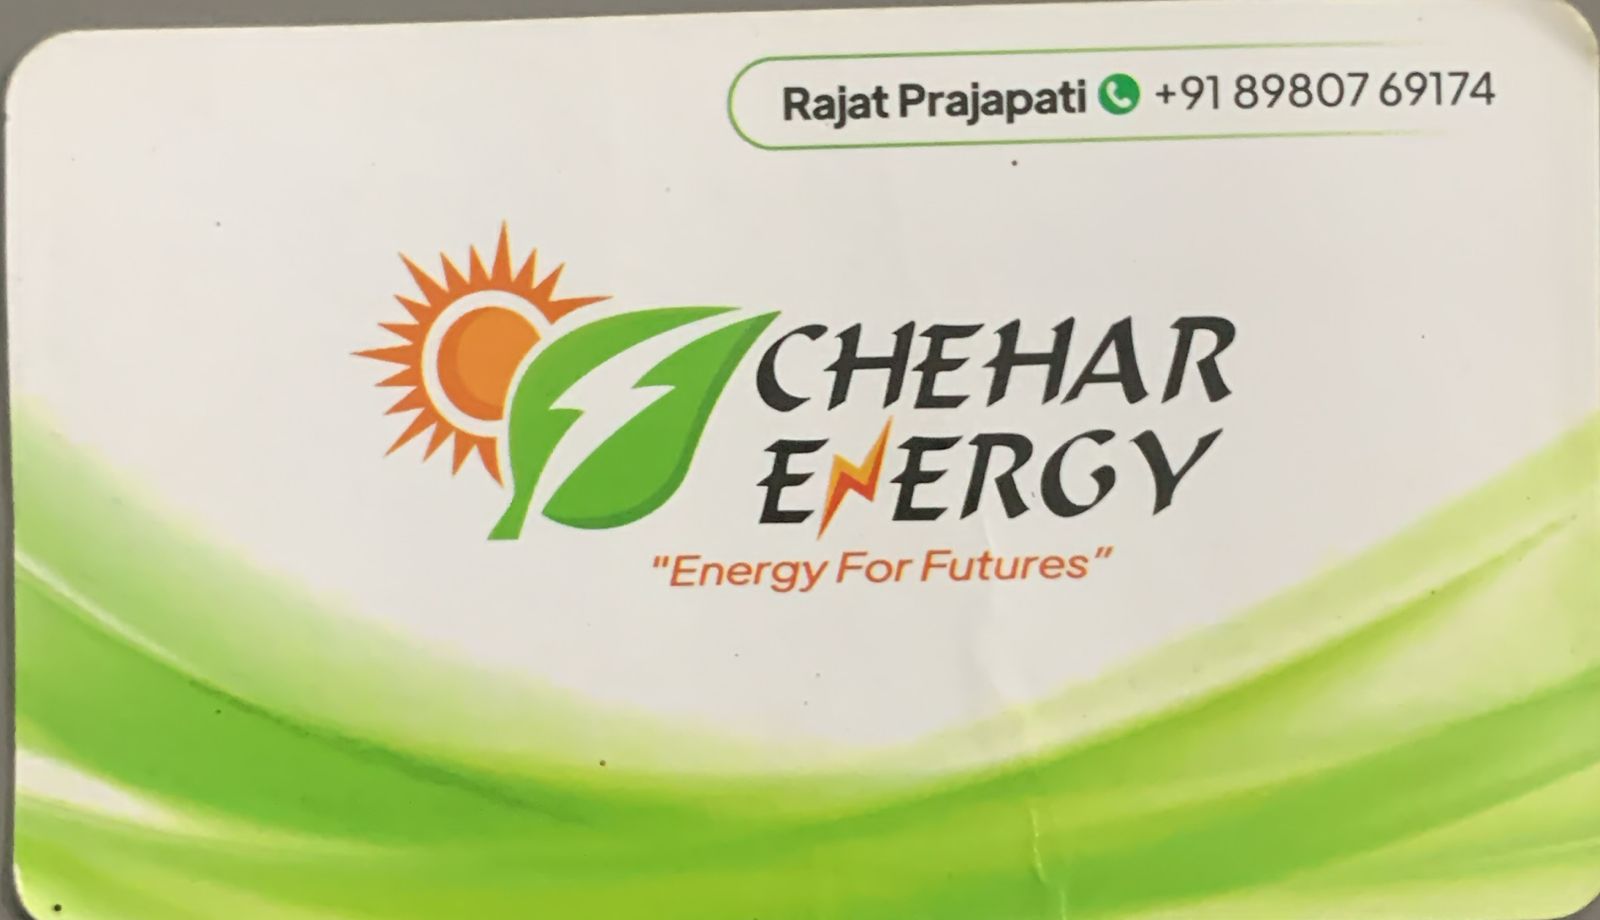 Rajat Prajapati +91 89807 69174
CHEHAR
ENERGY
"Energy For Futures"